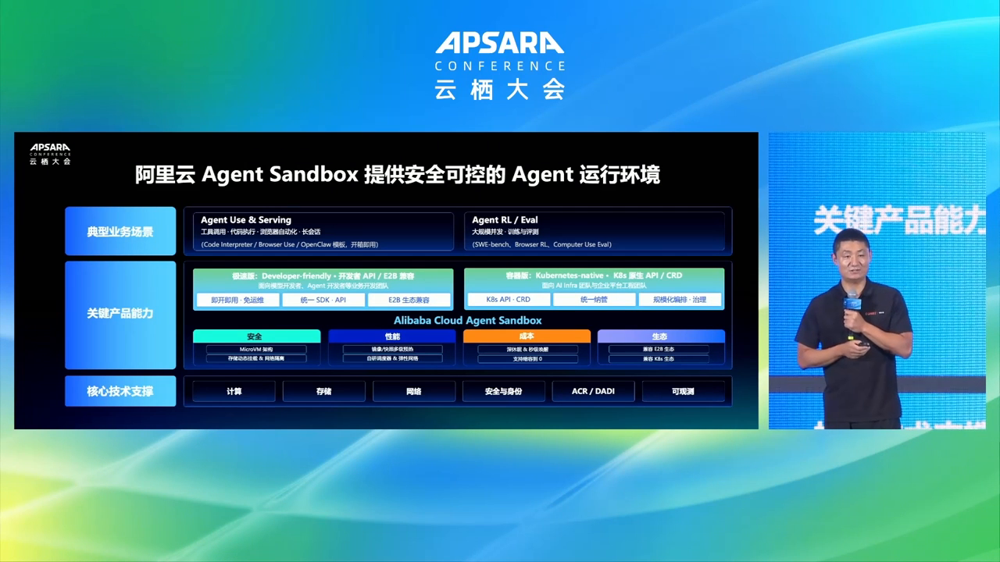 APSARA
CONFERENCE
云栖大会
APSARA
CONFERENCE
云栖大会
阿里云 Agent Sandbox 提供安全可控的 Agent 运行环境
典型业务场景
Agent Use & Serving
工具调用 · 代码执行 · 浏览器自动化 · 长会话
(Code Interpreter / Browser Use / OpenClaw 模板，开箱即用)
Agent RL / Eval
大规模并发 · 训练与评测
(SWE-bench、Browser RL、Computer Use Eval)
关键产品能力
极速版：Developer-friendly · 开发者 API / E2B 兼容
面向模型开发者、Agent 开发者等业务开发团队
即开即用 · 免运维
统一 SDK · API
E2B 生态兼容
容器版：Kubernetes-native · K8s 原生 API / CRD
面向 AI Infra 团队与企业平台工程团队
K8s API · CRD
统一纳管
规模化编排 · 治理
Alibaba Cloud Agent Sandbox
安全
MicroVM 架构
存储动态挂载 & 网络隔离
性能
镜像/快照多级预热
自研调度器 & 弹性网络
成本
深休眠 & 秒级唤醒
支持缩容到 0
生态
兼容 E2B 生态
兼容 K8s 生态
核心技术支撑
计算
存储
网络
安全与身份
ACR / DADI
可观测
关键产品能力